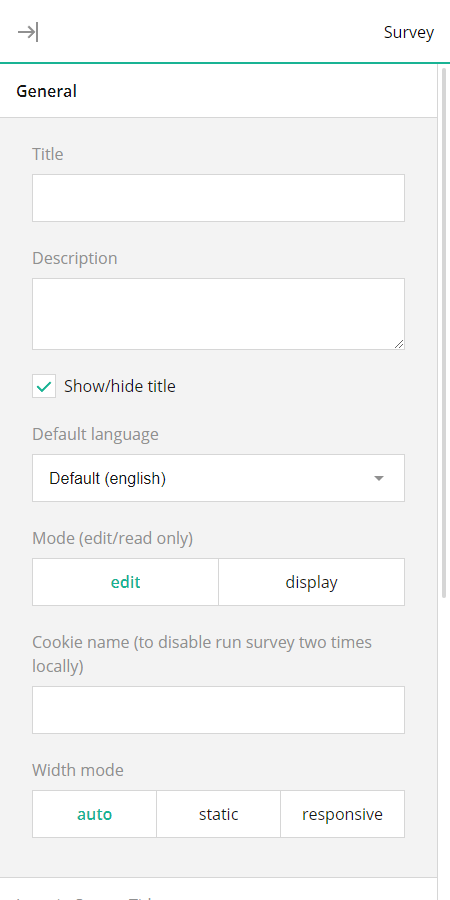 Survey
General
Title
Description
Show/hide title
Default language
Default (english)
Mode (edit/read only)
edit
display
Cookie name (to disable run survey two times
locally)
Width mode
auto
static
responsive